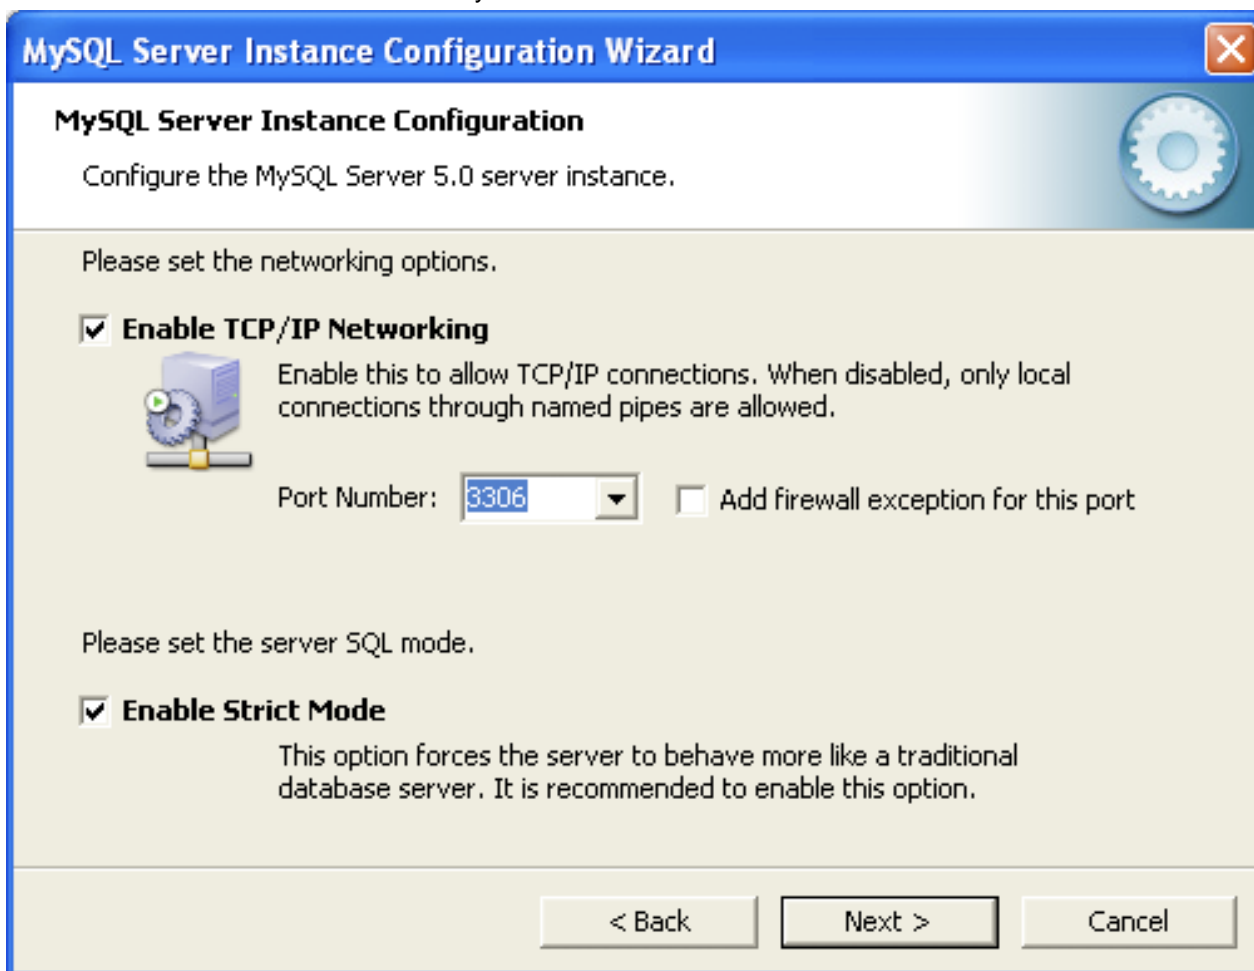 MySQL Server Instance Configuration Wizard
MySQL Server Instance Configuration
Configure the MySQL Server 5.0 server instance.
Please set the networking options.
Enable TCP/IP Networking
Enable this to allow TCP/IP connections. When disabled, only local
connections through named pipes are allowed.
Port Number: 3306 Add firewall exception for this port
Please set the server SQL mode.
Enable Strict Mode
This option forces the server to behave more like a traditional
database server. It is recommended to enable this option.
< Back Next > Cancel